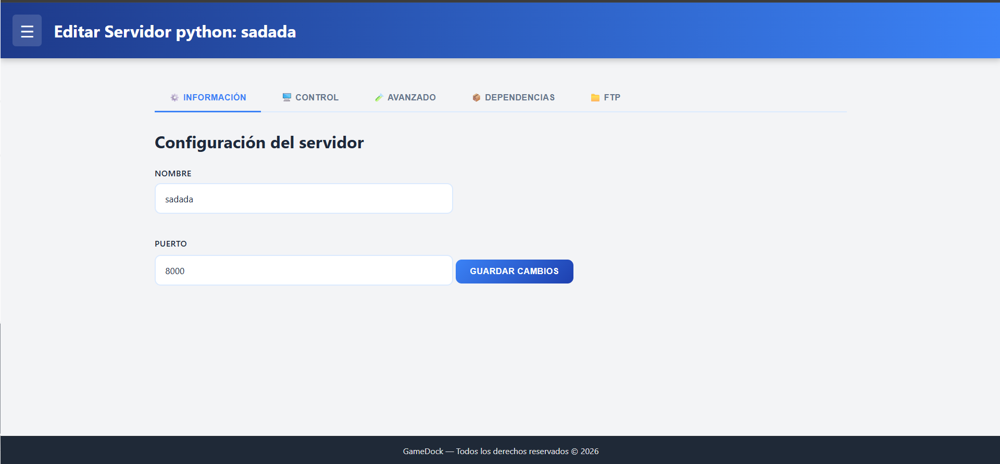 Editar Servidor python: sadada
INFORMACIÓN
CONTROL
AVANZADO
DEPENDENCIAS
FTP
Configuración del servidor
NOMBRE
sadada
PUERTO
8000
GUARDAR CAMBIOS
GameDock — Todos los derechos reservados © 2026